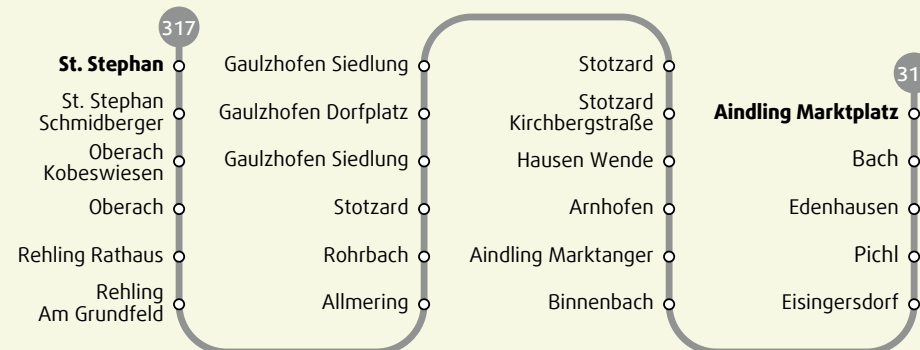 317
St. Stephan
St. Stephan
Schmidberger
Oberach
Kobeswiesen
Oberach
Rehling Rathaus
Rehling
Am Grundfeld
Gaulzhofen Siedlung
Gaulzhofen Dorfplatz
Gaulzhofen Siedlung
Stotzard
Rohrbach
Allmering
Stotzard
Stotzard
Kirchbergstraße
Hausen Wende
Arnhofen
Aindling Marktanger
Binnenbach
31
Aindling Marktplatz
Bach
Edenhausen
Pichl
Eisingersdorf